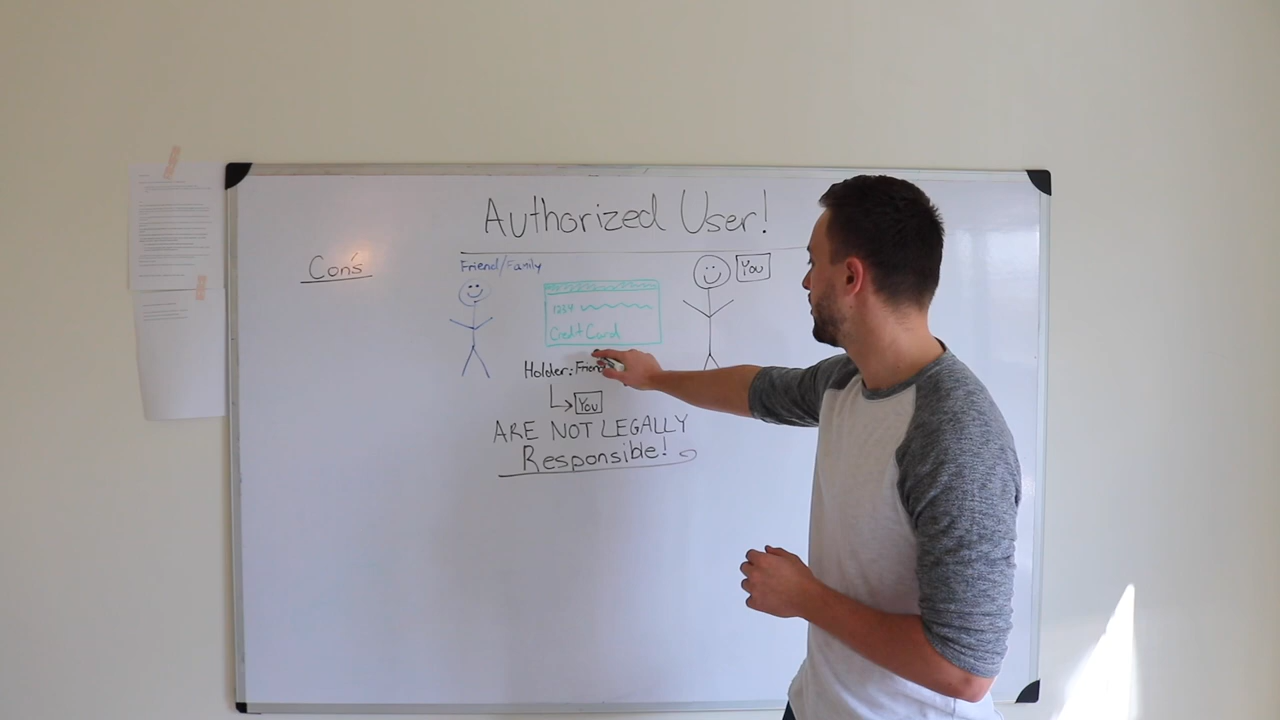 Authorized User!
Con's
Friend/Family
You
1234
Credit Card
Holder: Friend
You
ARE NOT LEGALLY
Responsible!